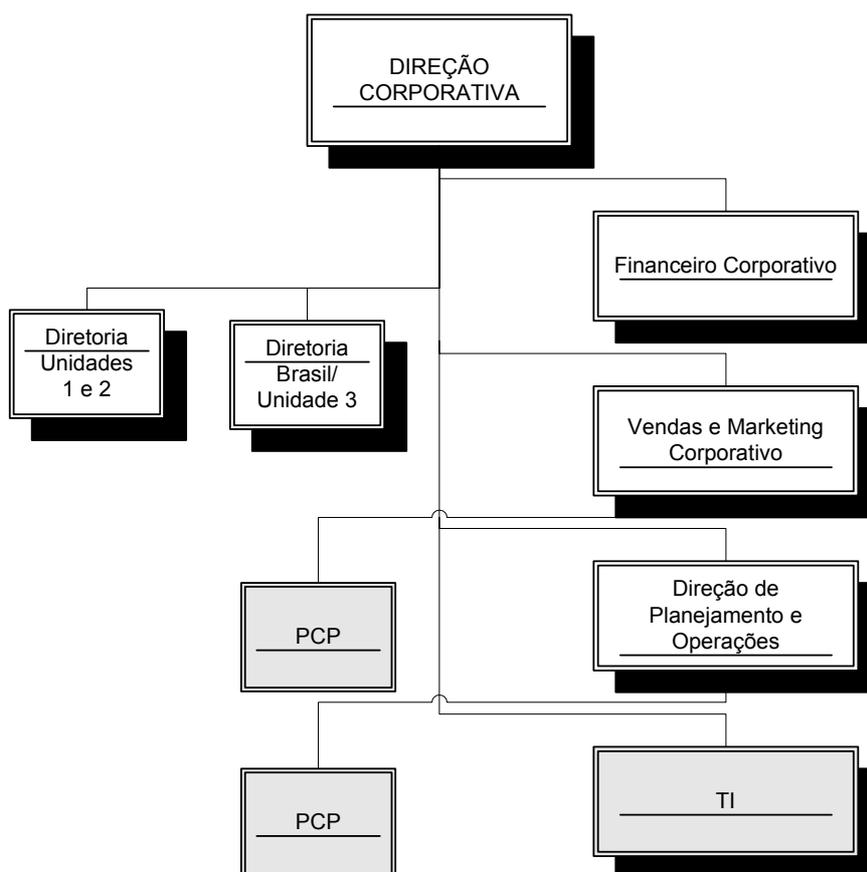 DIREÇÃO
CORPORATIVA
Financeiro Corporativo
Diretoria
Unidades
1 e 2
Diretoria
Brasil/
Unidade 3
Vendas e Marketing
Corporativo
PCP
Direção de
Planejamento e
Operações
PCP
TI